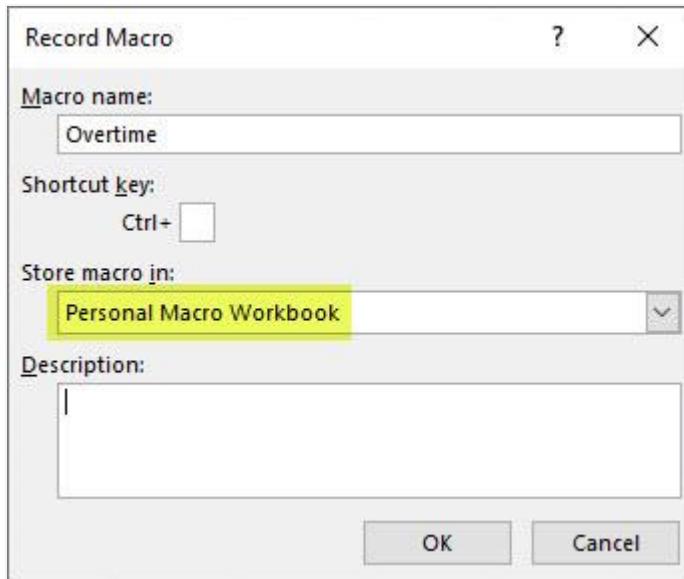 Record Macro ?
Macro name:
Overtime
Shortcut key:
Ctrl+
Store macro in:
Personal Macro Workbook
Description:
OK Cancel